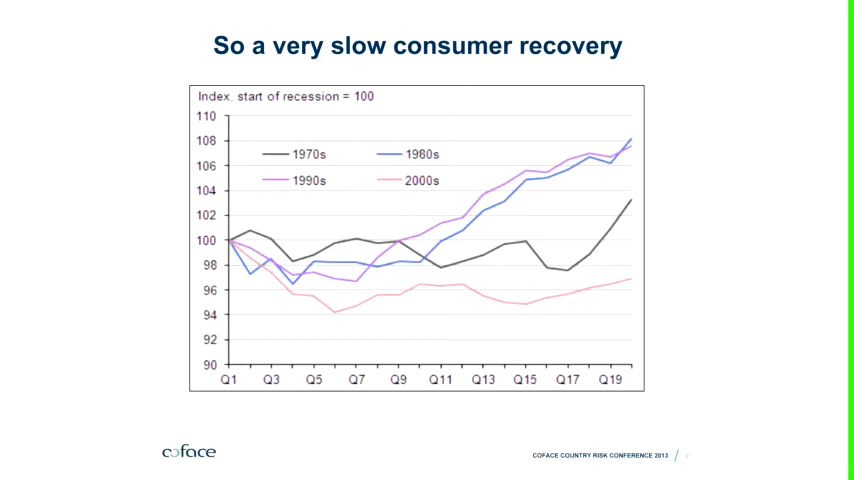 So a very slow consumer recovery
Index, start of recession = 100
110
108
106
104
102
100
98
96
94
92
90
1970s
1980s
1990s
2000s
Q1 Q3 Q5 Q7 Q9 Q11 Q13 Q15 Q17 Q19
coface
COFACE COUNTRY RISK CONFERENCE 2013 /